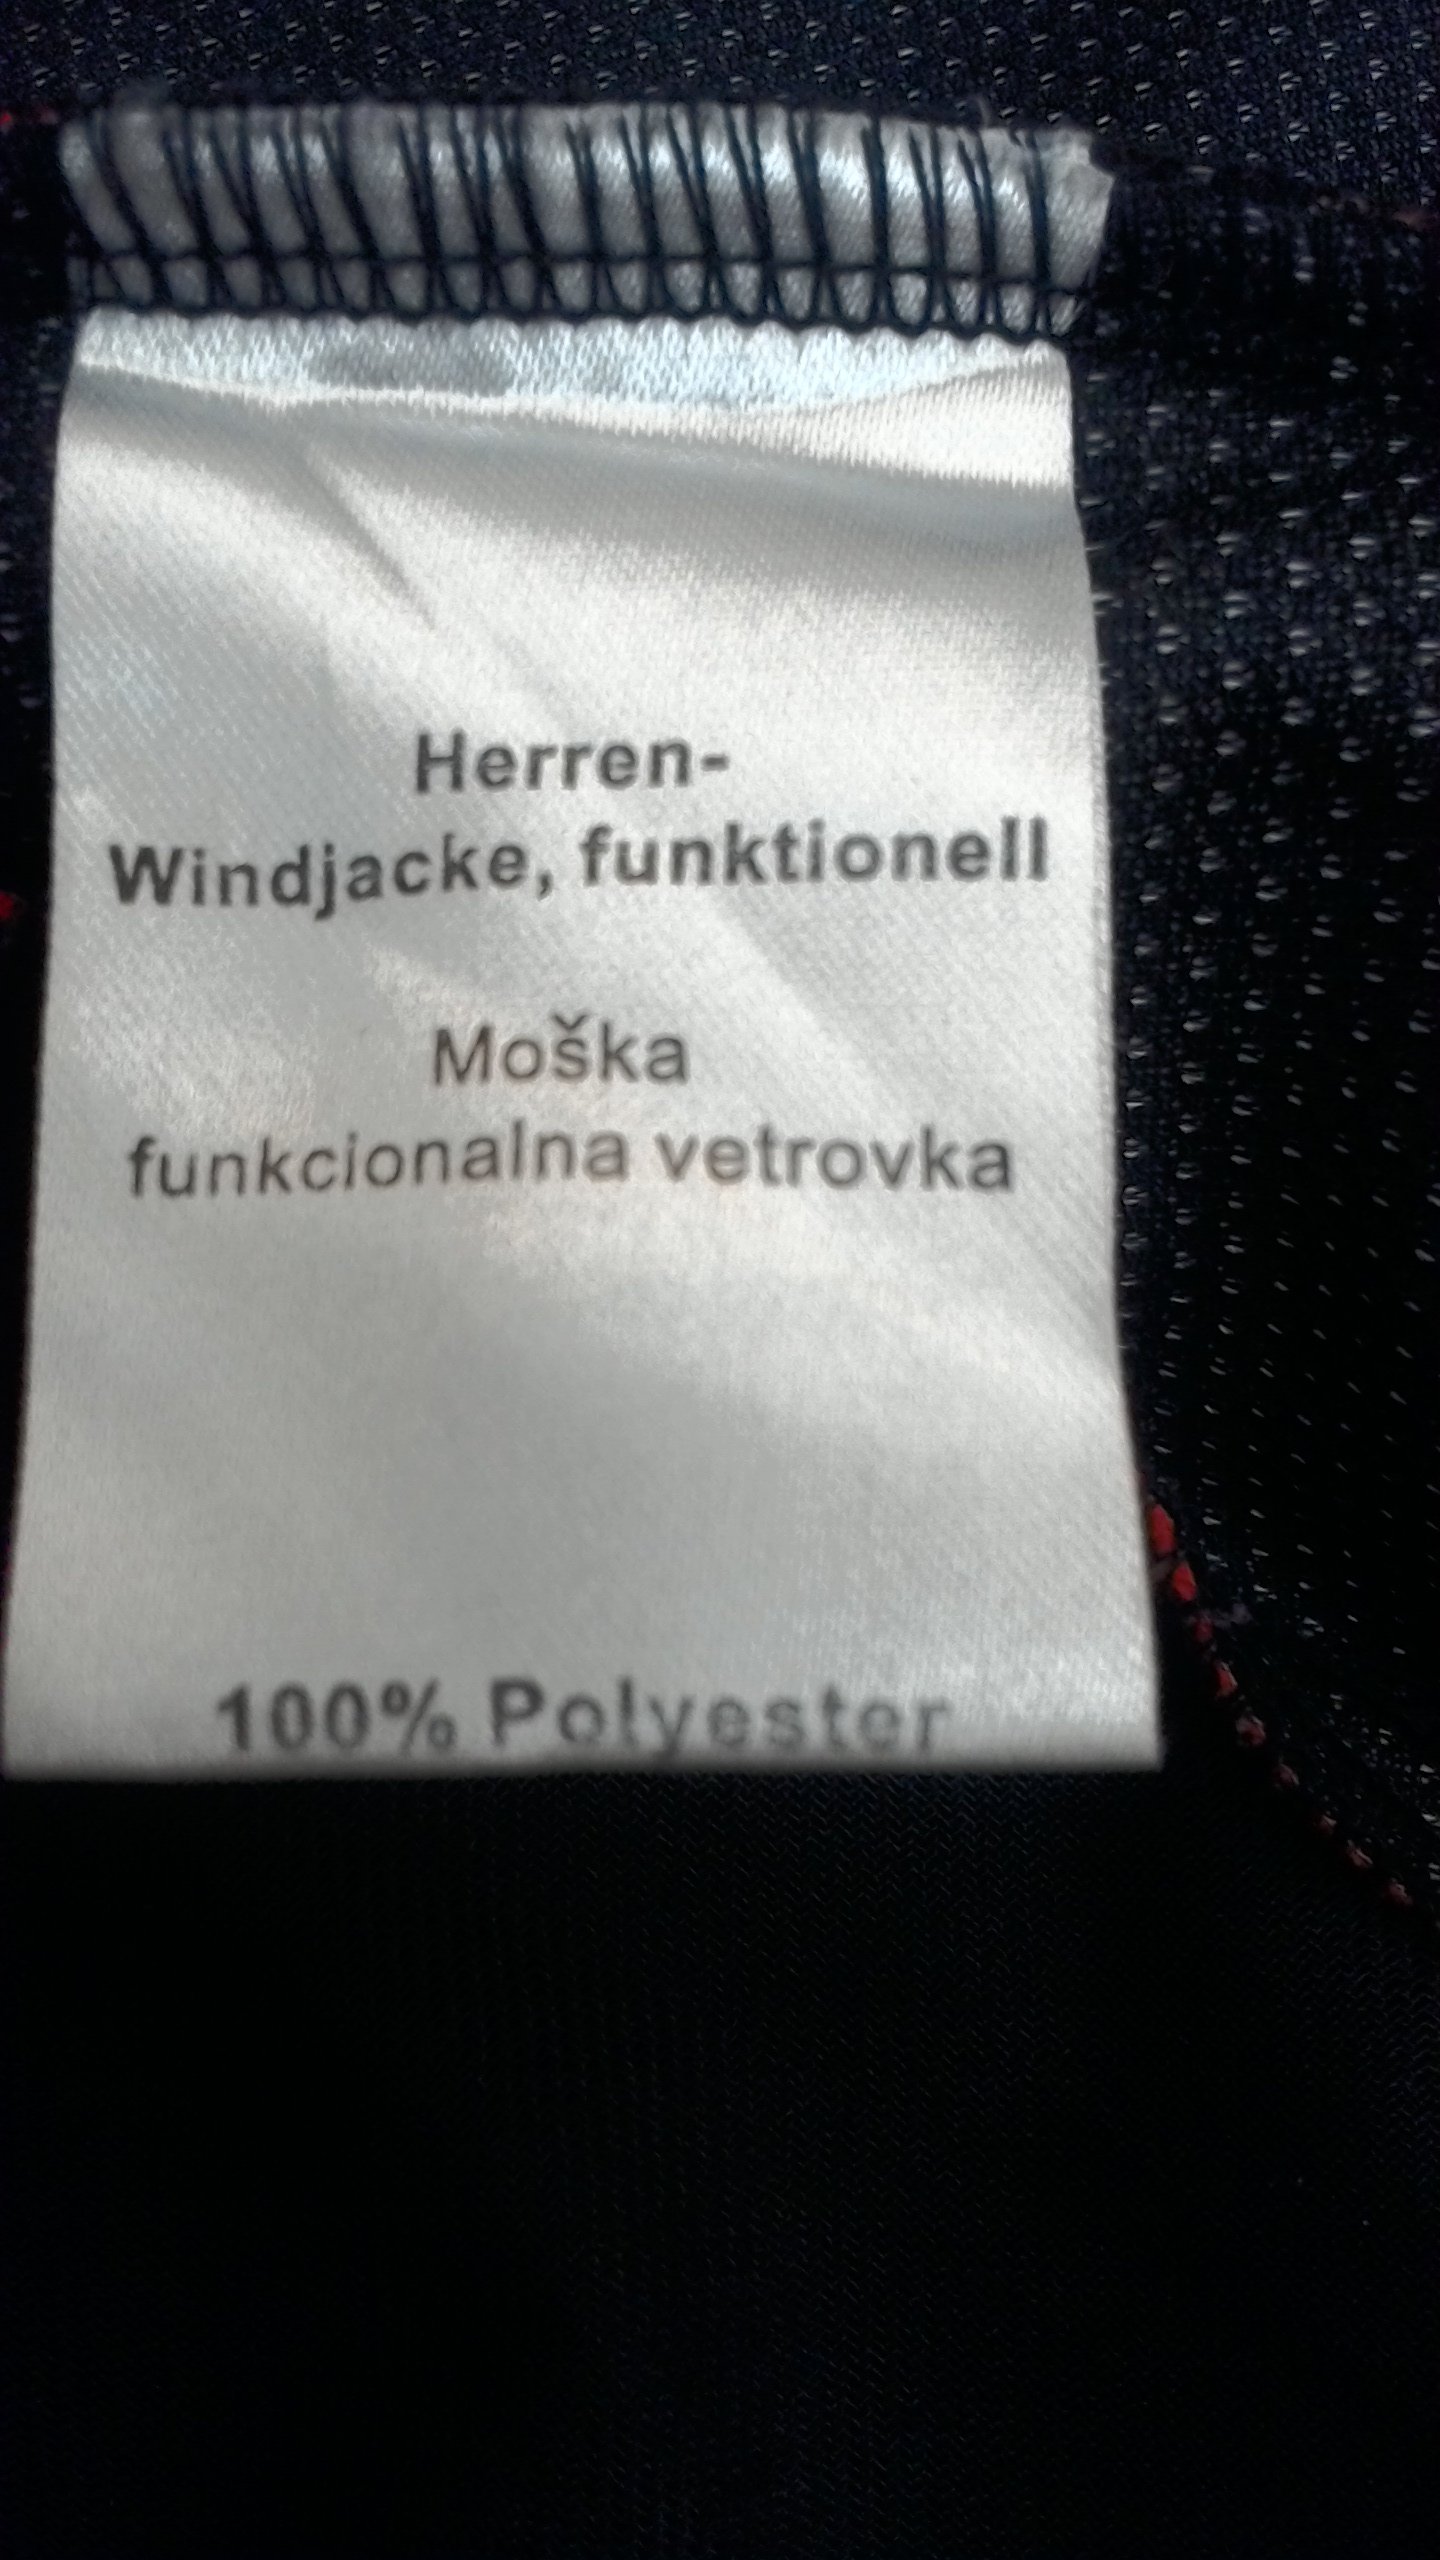 Herren-
Windjacke, funktionell
Moška
funkcionalna vetrovka
100% Polyester